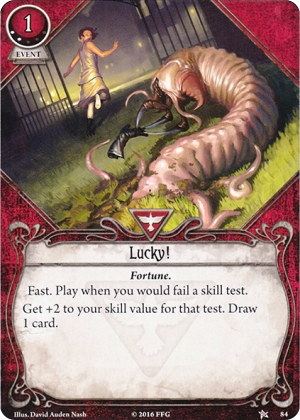 1
EVENT
Lucky!
Fortune.
Fast. Play when you would fail a skill test.
Get +2 to your skill value for that test. Draw
1 card.
Illus. David Auden Nash
© 2016 FFG
84